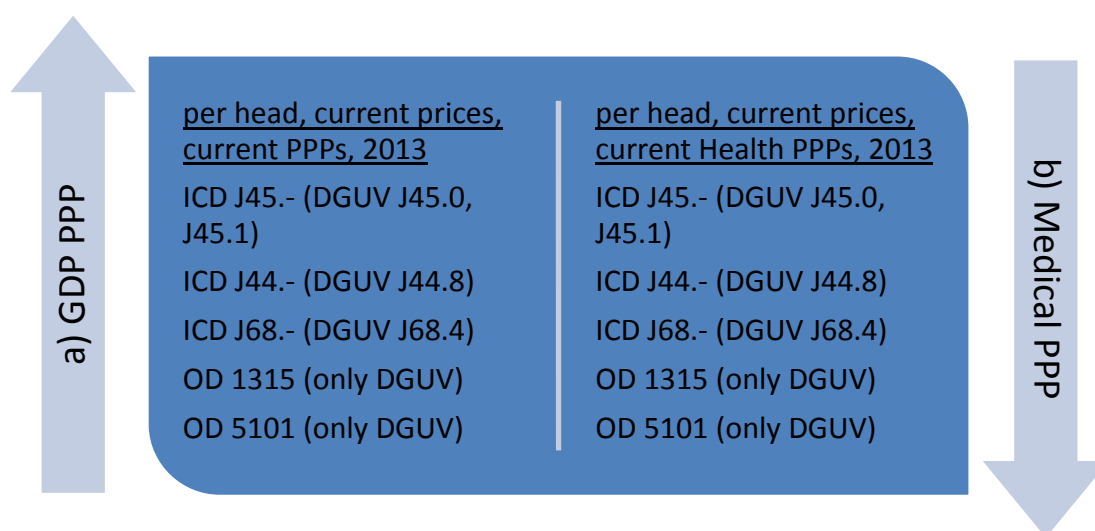 a) GDP PPP
per head, current prices,
current PPPs, 2013
ICD J45.- (DGUV J45.0,
J45.1)
ICD J44.- (DGUV J44.8)
ICD J68.- (DGUV J68.4)
OD 1315 (only DGUV)
OD 5101 (only DGUV)
per head, current prices,
current Health PPPs, 2013
ICD J45.- (DGUV J45.0,
J45.1)
ICD J44.- (DGUV J44.8)
ICD J68.- (DGUV J68.4)
OD 1315 (only DGUV)
OD 5101 (only DGUV)
b) Medical PPP